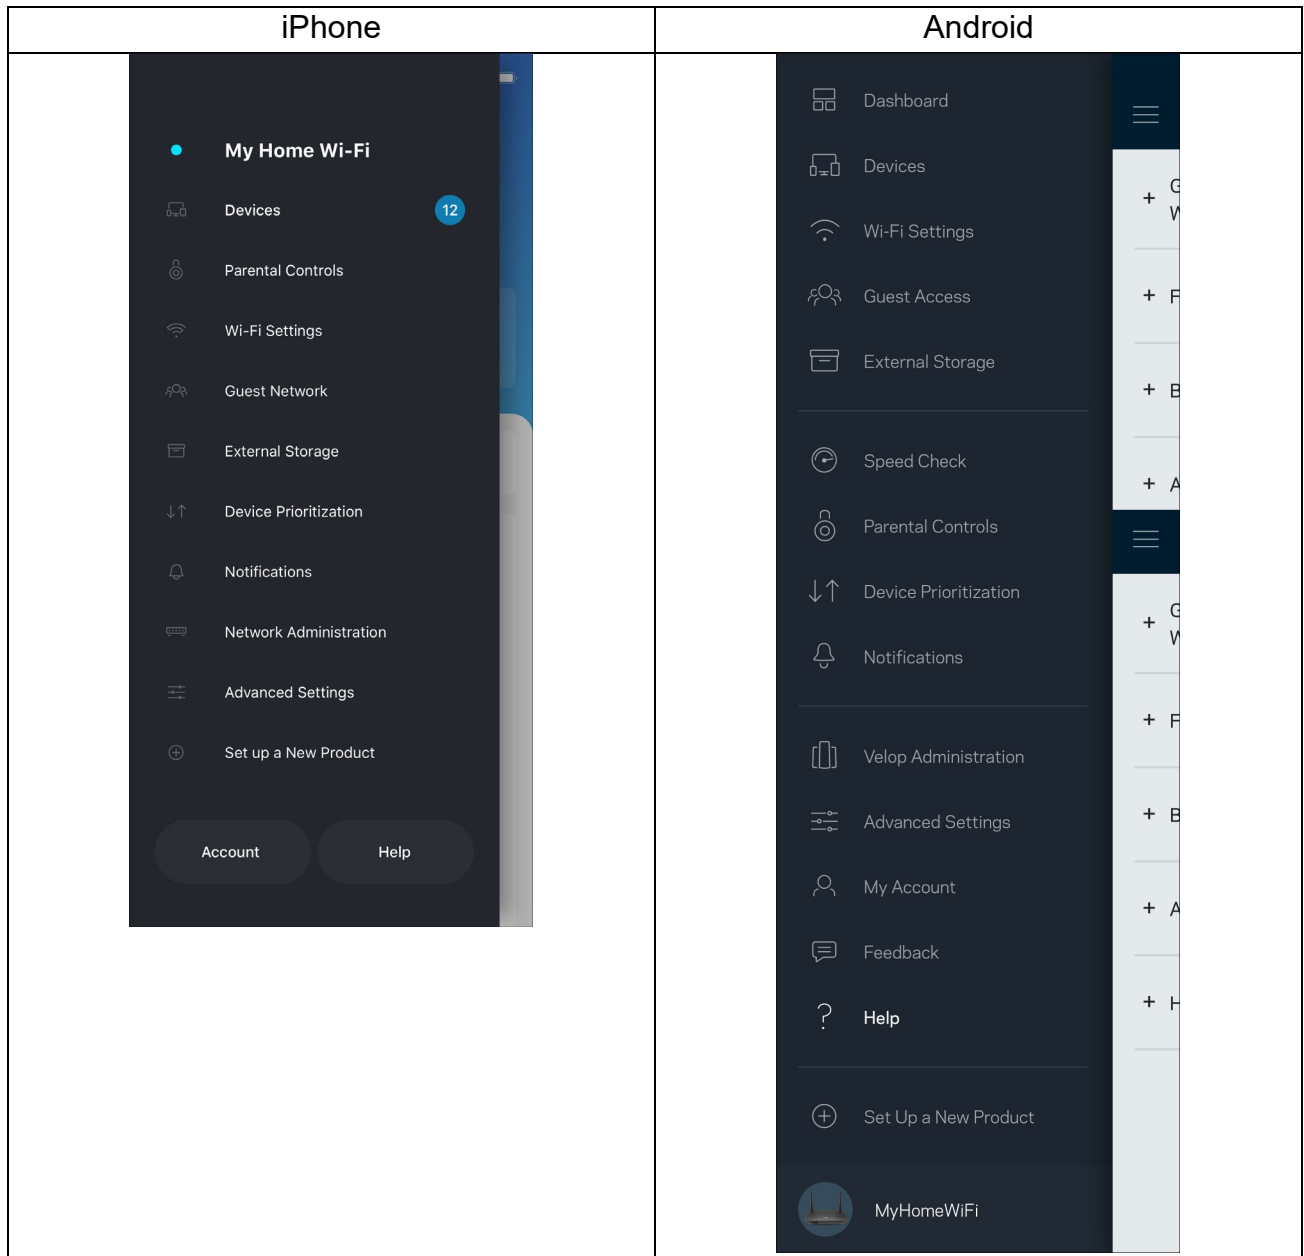 iPhone
Android
My Home Wi-Fi
Devices 12
Parental Controls
Wi-Fi Settings
Guest Network
External Storage
Device Prioritization
Notifications
Network Administration
Advanced Settings
Set up a New Product
Account Help
Dashboard
Devices
Wi-Fi Settings
Guest Access
External Storage
Speed Check
Parental Controls
Device Prioritization
Notifications
Velop Administration
Advanced Settings
My Account
Feedback
Help
Set Up a New Product
MyHomeWiFi